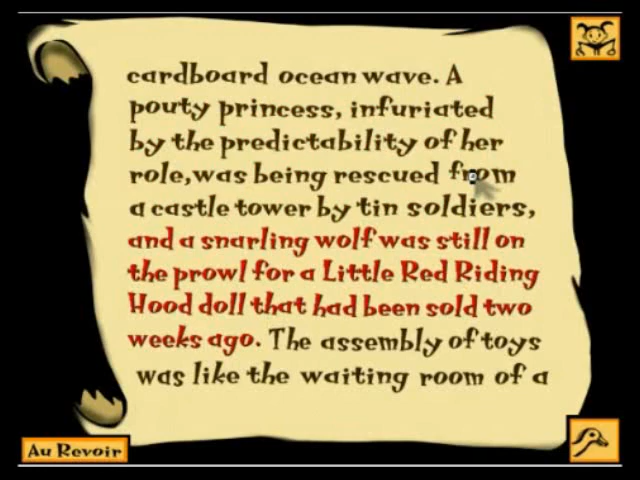 cardboard ocean wave. A
pouty princess, infuriated
by the predictability of her
role,was being rescued from
a castle tower by tin soldiers,
and a snarling wolf was still on
the prowl for a Little Red Riding
Hood doll that had been sold two
weeks ago. The assembly of toys
was like the waiting room of a
Au Revoir